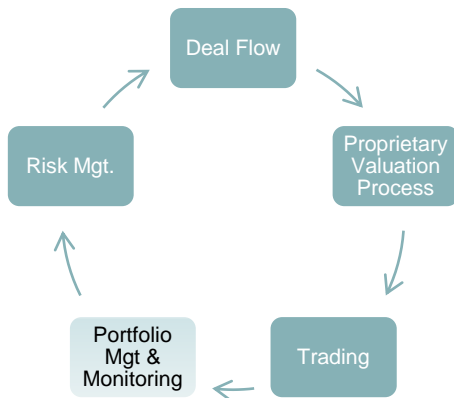 Deal Flow
Proprietary
Valuation
Process
Trading
Portfolio
Mgt &
Monitoring
Risk Mgt.